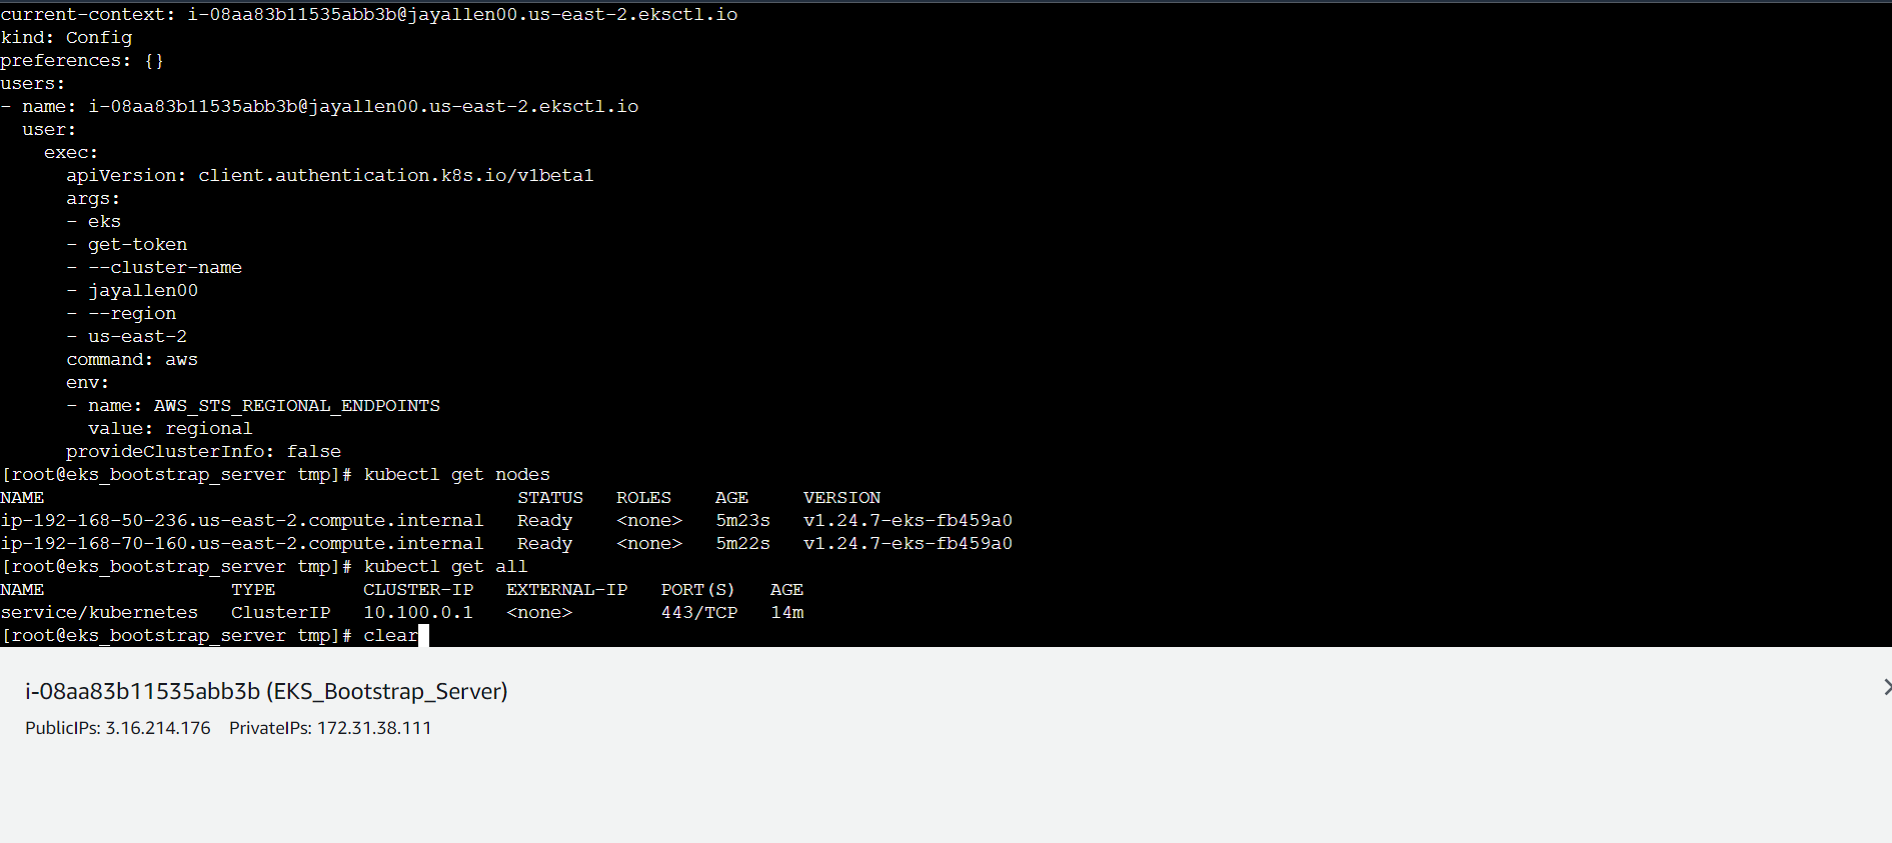 current-context: i-08aa83b11535abb3b@jayallen00.us-east-2.eksctl.io
kind: Config
preferences: {}
users:
- name: i-08aa83b11535abb3b@jayallen00.us-east-2.eksctl.io
  user:
    exec:
      apiVersion: client.authentication.k8s.io/v1beta1
      args:
      - eks
      - get-token
      - --cluster-name
      - jayallen00
      - --region
      - us-east-2
      command: aws
      env:
      - name: AWS_STS_REGIONAL_ENDPOINTS
        value: regional
      provideClusterInfo: false
[root@eks_bootstrap_server tmp]# kubectl get nodes
NAME                                           STATUS   ROLES    AGE     VERSION
ip-192-168-50-236.us-east-2.compute.internal   Ready    <none>   5m23s   v1.24.7-eks-fb459a0
ip-192-168-70-160.us-east-2.compute.internal   Ready    <none>   5m22s   v1.24.7-eks-fb459a0
[root@eks_bootstrap_server tmp]# kubectl get all
NAME                 TYPE        CLUSTER-IP   EXTERNAL-IP   PORT(S)   AGE
service/kubernetes   ClusterIP   10.100.0.1   <none>        443/TCP   14m
[root@eks_bootstrap_server tmp]# clear
i-08aa83b11535abb3b (EKS_Bootstrap_Server)
PublicIPs: 3.16.214.176    PrivateIPs: 172.31.38.111